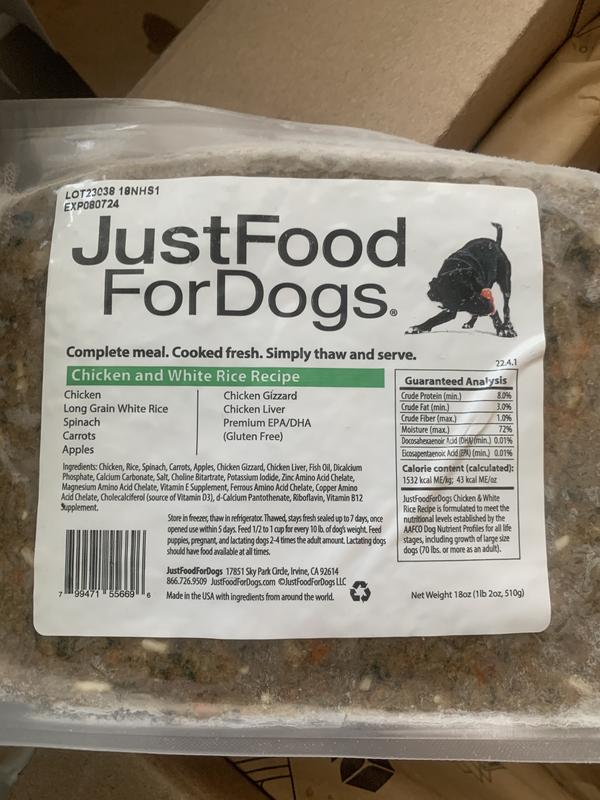 LOT23038 18NHS1
EXP080724
JustFood
ForDogs®
Complete meal. Cooked fresh. Simply thaw and serve.
22.4.1
Chicken and White Rice Recipe
Chicken
Long Grain White Rice
Spinach
Carrots
Apples
Chicken Gizzard
Chicken Liver
Premium EPA/DHA
(Gluten Free)
Guaranteed Analysis
Crude Protein (min.) 8.0%
Crude Fat (min.) 3.0%
Crude Fiber (max.) 1.0%
Moisture (max.) 72%
Docosahexaenoir Acid (DHA)(min.) 0.01%
Eicosapentaenoic Acid (EPA) (min.) 0.01%
Calorie content (calculated):
1532 kcal ME/kg; 43 kcal ME/oz
JustFoodForDogs Chicken & White
Rice Recipe is formulated to meet the
nutritional levels established by the
AAFCO Dog Nutrient Profiles for all life
stages, including growth of large size
dogs (70 lbs. or more as an adult).
Ingredients: Chicken, Rice, Spinach, Carrots, Apples, Chicken Gizzard, Chicken Liver, Fish Oil, Dicalcium
Phosphate, Calcium Carbonate, Salt, Choline Bitartrate, Potassium Iodide, Zinc Amino Acid Chelate,
Magnesium Amino Acid Chelate, Vitamin E Supplement, Ferrous Amino Acid Chelate, Copper Amino
Acid Chelate, Cholecalciferol (source of Vitamin D3), d-Calcium Pantothenate, Riboflavin, Vitamin B12
Supplement.
Store in freezer, thaw in refrigerator. Thawed, stays fresh sealed up to 7 days, once
opened use within 5 days. Feed 1/2 to 1 cup for every 10 lb. of dog's weight. Feed
puppies, pregnant, and lactating dogs 2-4 times the adult amount. Lactating dogs
should have food available at all times.
JustFoodForDogs 17851 Sky Park Circle, Irvine, CA 92614
866.726.9509 JustFoodForDogs.com ©JustFoodForDogs LLC
Made in the USA with ingredients from around the world.
7 99471 55669 6
Net Weight 18oz (1lb 2oz, 510g)